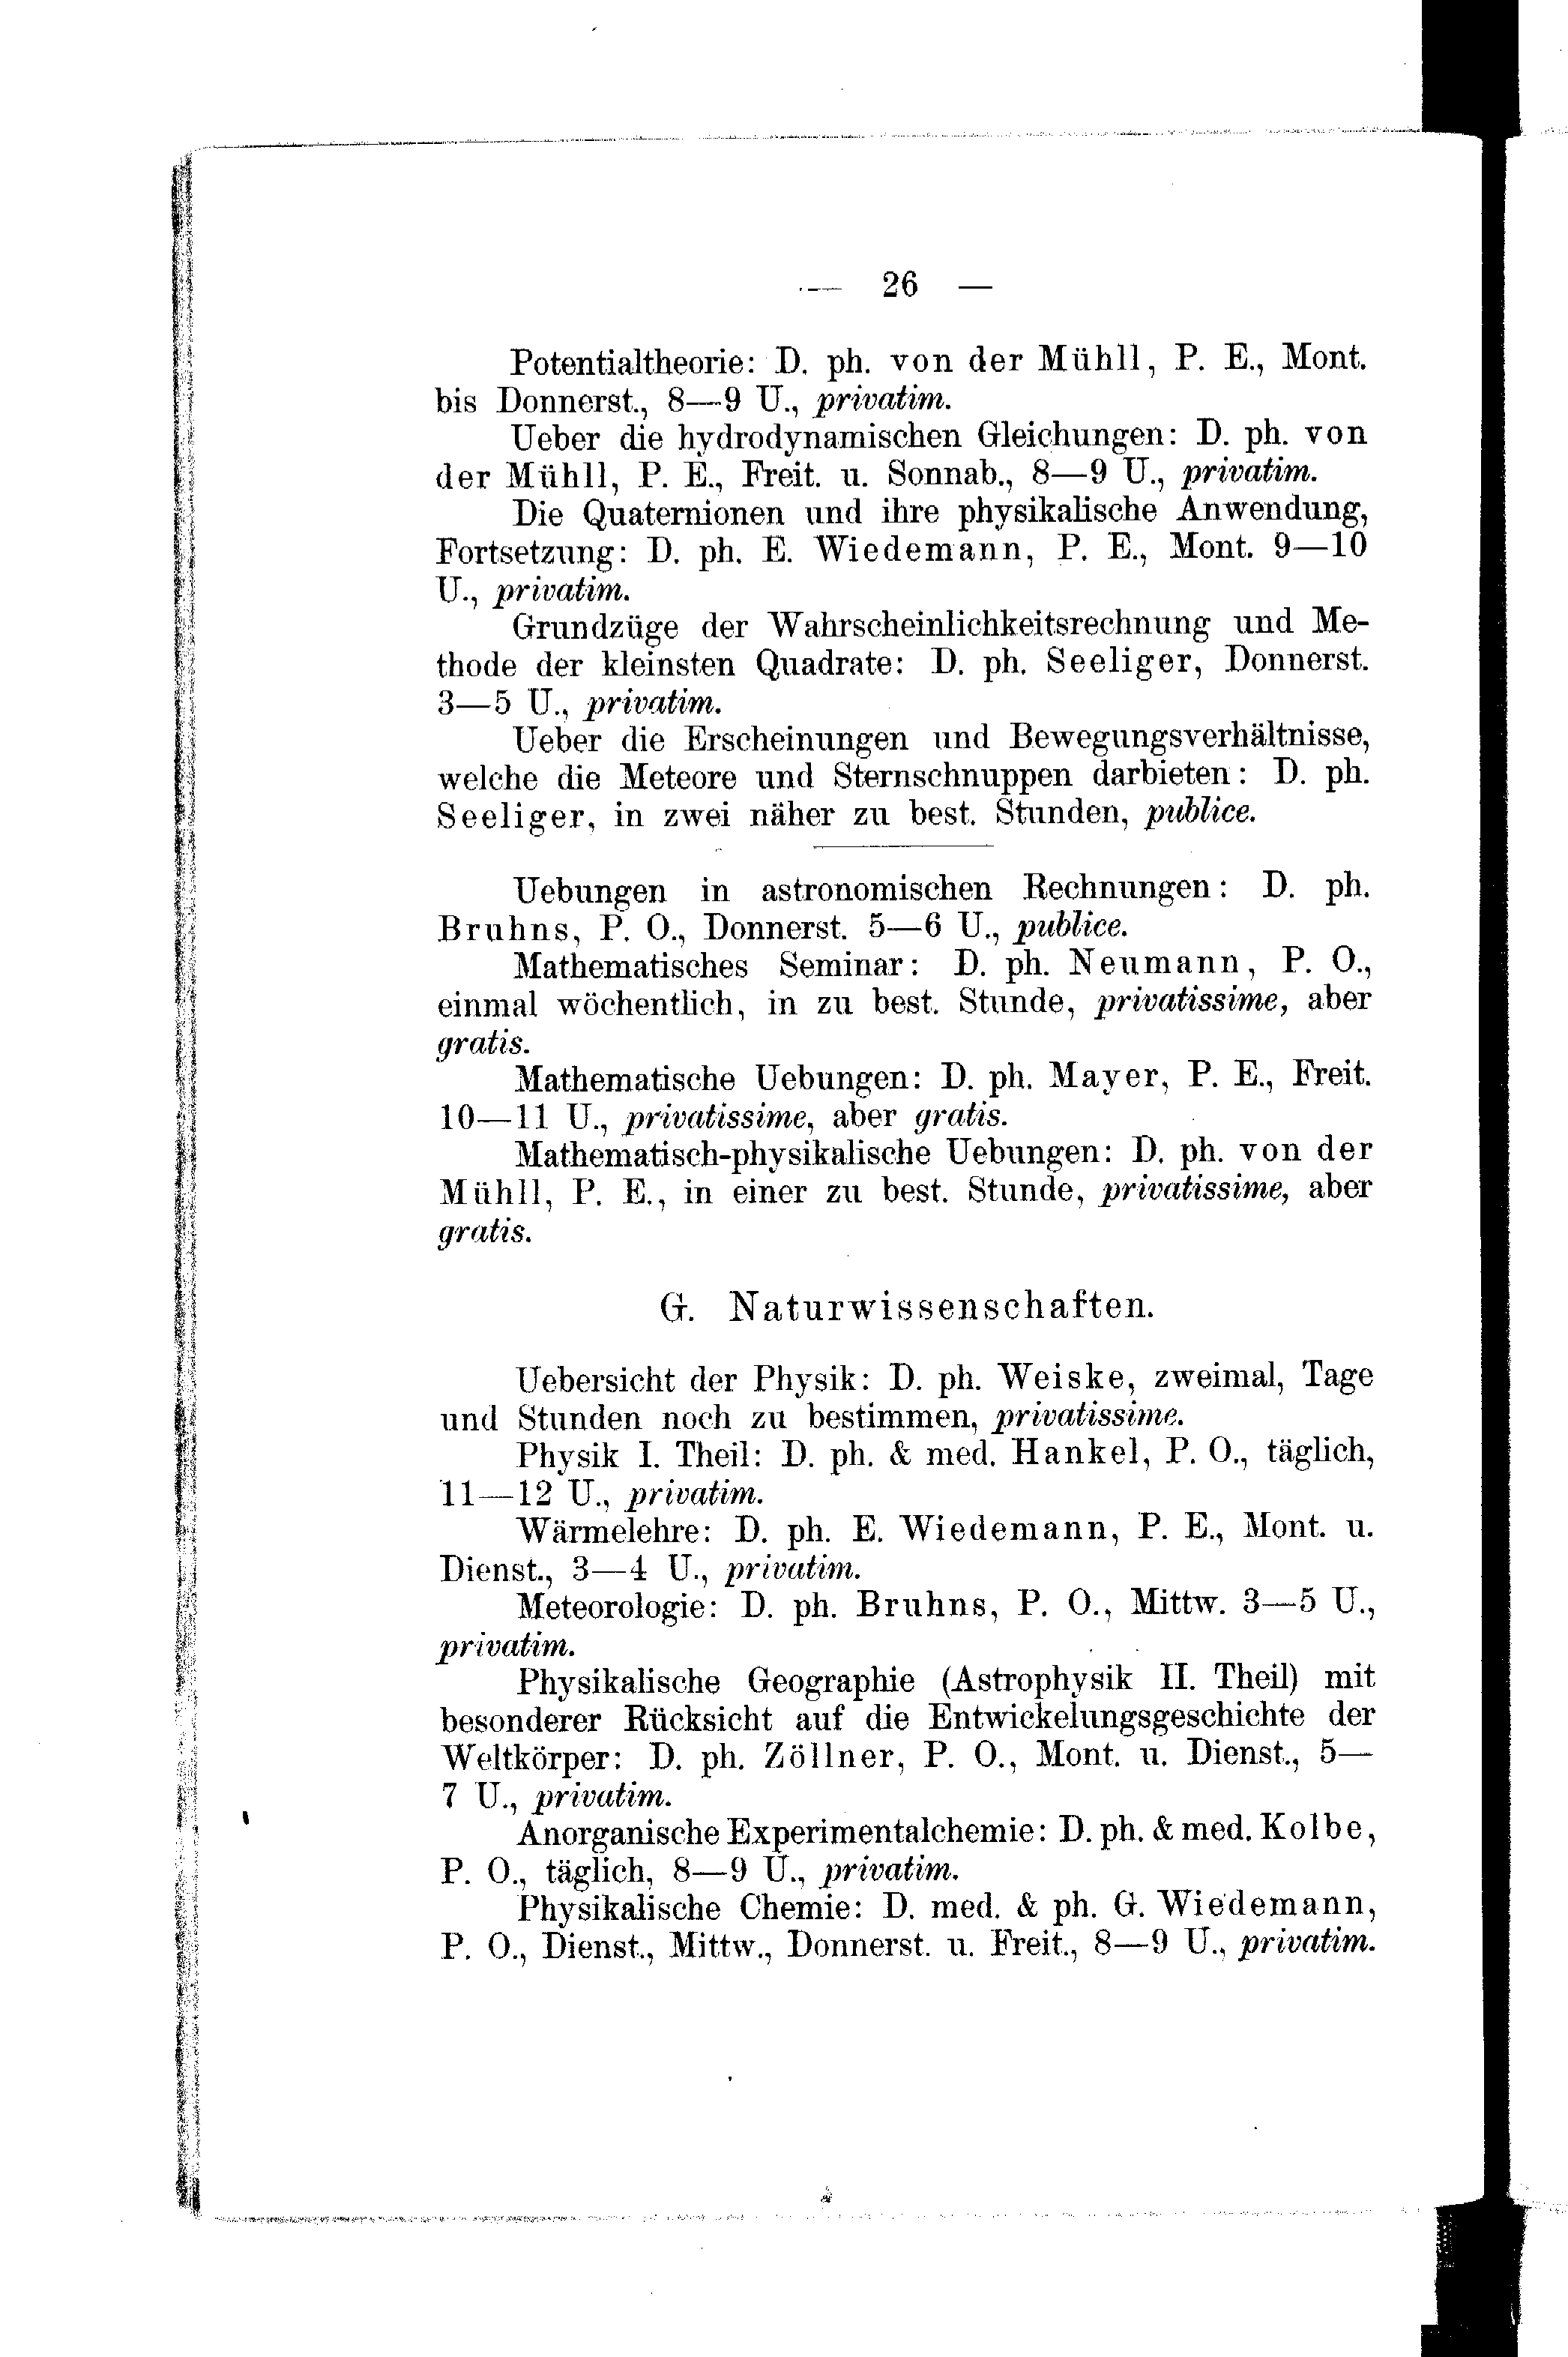 — 26 —
Potentialtheorie: D. ph. von der Mühll, P. E., Mont.
bis Donnerst., 8—9 U., privatim.
Ueber die hydrodynamischen Gleichungen: D. ph. von
der Mühll, P. E., Freit. u. Sonnab., 8—9 U., privatim.
Die Quaternionen und ihre physikalische Anwendung,
Fortsetzung: D. ph. E. Wiedemann, P. E., Mont. 9—10
U., privatim.
Grundzüge der Wahrscheinlichkeitsrechnung und Me-
thode der kleinsten Quadrate: D. ph. Seeliger, Donnerst.
3—5 U., privatim.
Ueber die Erscheinungen und Bewegungsverhältnisse,
welche die Meteore und Sternschnuppen darbieten: D. ph.
Seeliger, in zwei näher zu best. Stunden, publice.
Uebungen in astronomischen Rechnungen: D. ph.
Bruhns, P. O., Donnerst. 5—6 U., publice.
Mathematisches Seminar: D. ph. Neumann, P. O.,
einmal wöchentlich, in zu best. Stunde, privatissime, aber
gratis.
Mathematische Uebungen: D. ph. Mayer, P. E., Freit.
10—11 U., privatissime, aber gratis.
Mathematisch-physikalische Uebungen: D. ph. von der
Mühll, P. E., in einer zu best. Stunde, privatissime, aber
gratis.
G. Naturwissenschaften.
Uebersicht der Physik: D. ph. Weiske, zweimal, Tage
und Stunden noch zu bestimmen, privatissime.
Physik I. Theil: D. ph. & med. Hankel, P. O., täglich,
11—12 U., privatim.
Wärmelehre: D. ph. E. Wiedemann, P. E., Mont. u.
Dienst., 3—4 U., privatim.
Meteorologie: D. ph. Bruhns, P. O., Mittw. 3—5 U.,
privatim.
Physikalische Geographie (Astrophysik II. Theil) mit
besonderer Rücksicht auf die Entwickelungsgeschichte der
Weltkörper: D. ph. Zöllner, P. O., Mont. u. Dienst., 5—
7 U., privatim.
Anorganische Experimentalchemie: D. ph. & med. Kolbe,
P. O., täglich, 8—9 U., privatim.
Physikalische Chemie: D. med. & ph. G. Wiedemann,
P. O., Dienst., Mittw., Donnerst. u. Freit., 8—9 U., privatim.